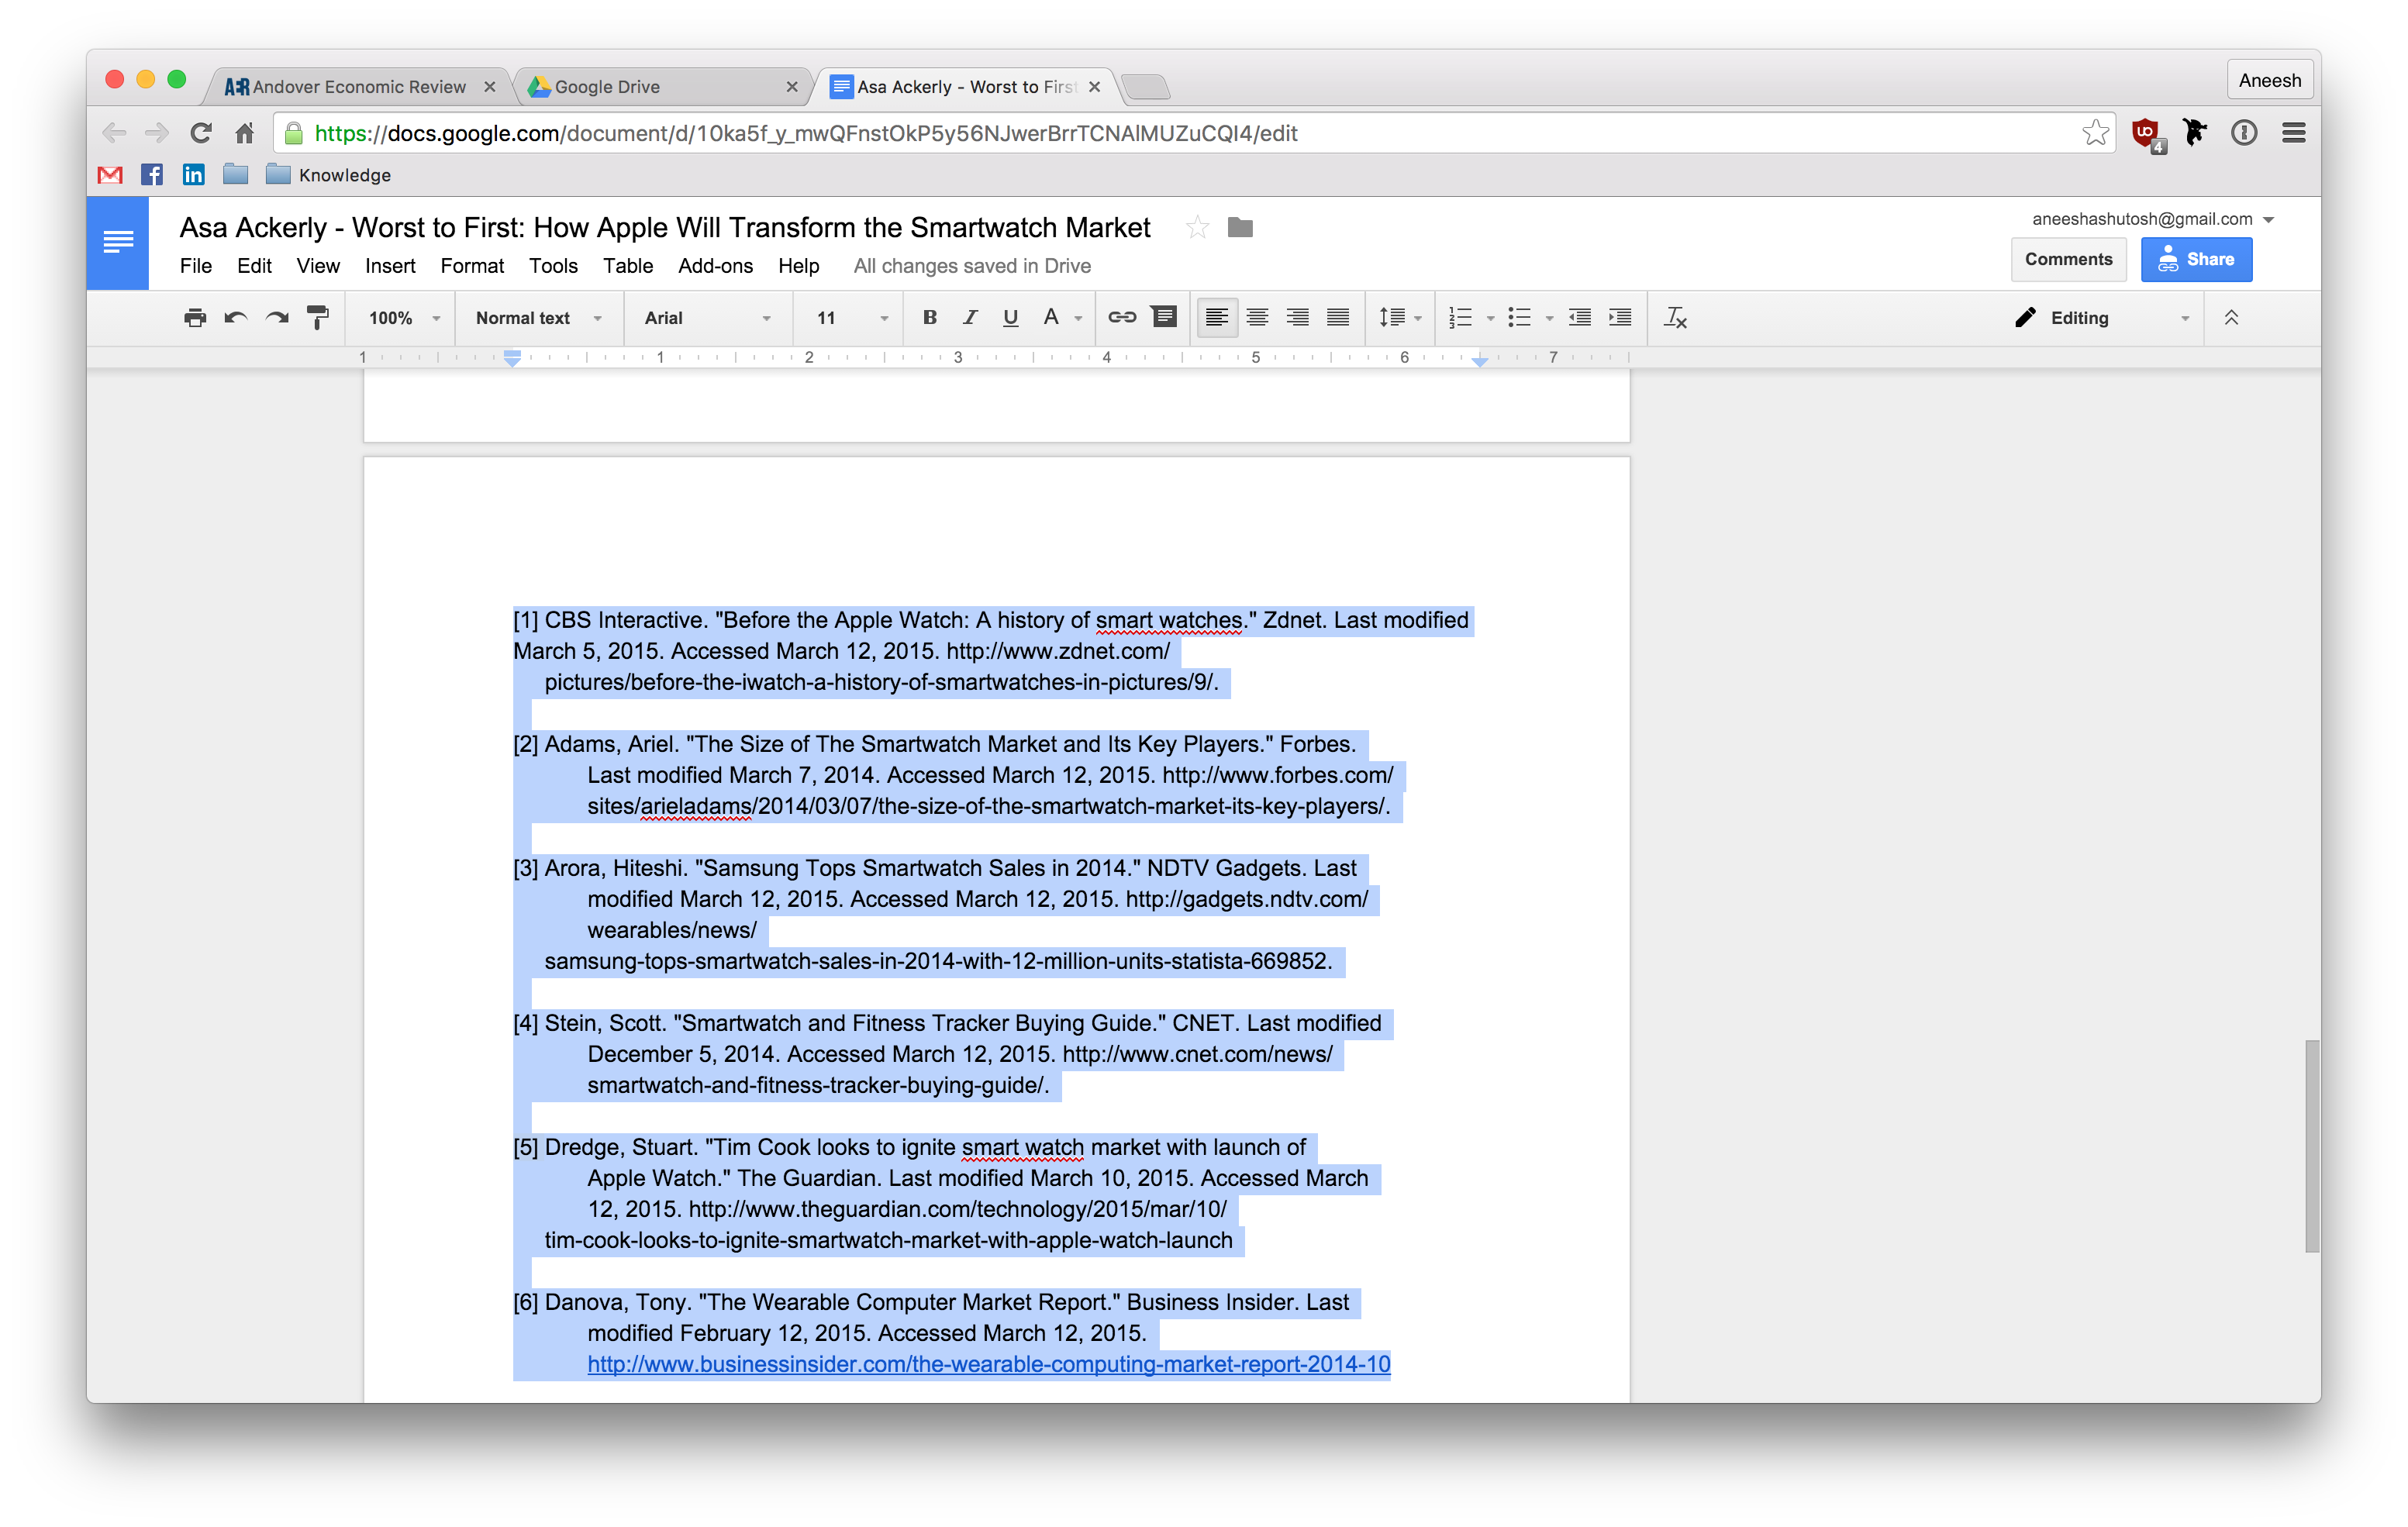 AER Andover Economic Review
Google Drive
Asa Ackerly - Worst to First
Aneesh
https://docs.google.com/document/d/10ka5f_y_mwQFnstOkP5y56NJwerBrrTCNAlMUZuCQI4/edit
4
Knowledge
Asa Ackerly - Worst to First: How Apple Will Transform the Smartwatch Market
aneeshashutosh@gmail.com
File Edit View Insert Format Tools Table Add-ons Help All changes saved in Drive
Comments Share
100% Normal text Arial 11 B I U A Editing
1 1 2 3 4 5 6 7
[1] CBS Interactive. "Before the Apple Watch: A history of smart watches." Zdnet. Last modified
March 5, 2015. Accessed March 12, 2015. http://www.zdnet.com/
pictures/before-the-iwatch-a-history-of-smartwatches-in-pictures/9/.
[2] Adams, Ariel. "The Size of The Smartwatch Market and Its Key Players." Forbes.
Last modified March 7, 2014. Accessed March 12, 2015. http://www.forbes.com/
sites/arieladams/2014/03/07/the-size-of-the-smartwatch-market-its-key-players/.
[3] Arora, Hiteshi. "Samsung Tops Smartwatch Sales in 2014." NDTV Gadgets. Last
modified March 12, 2015. Accessed March 12, 2015. http://gadgets.ndtv.com/
wearables/news/
samsung-tops-smartwatch-sales-in-2014-with-12-million-units-statista-669852.
[4] Stein, Scott. "Smartwatch and Fitness Tracker Buying Guide." CNET. Last modified
December 5, 2014. Accessed March 12, 2015. http://www.cnet.com/news/
smartwatch-and-fitness-tracker-buying-guide/.
[5] Dredge, Stuart. "Tim Cook looks to ignite smart watch market with launch of
Apple Watch." The Guardian. Last modified March 10, 2015. Accessed March
12, 2015. http://www.theguardian.com/technology/2015/mar/10/
tim-cook-looks-to-ignite-smartwatch-market-with-apple-watch-launch
[6] Danova, Tony. "The Wearable Computer Market Report." Business Insider. Last
modified February 12, 2015. Accessed March 12, 2015.
http://www.businessinsider.com/the-wearable-computing-market-report-2014-10